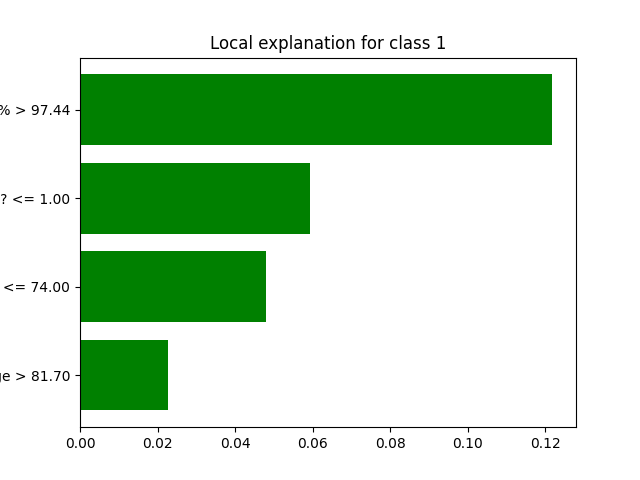 Local explanation for class 1
% > 97.44
? <= 1.00
<= 74.00
> 81.70
0.00 0.02 0.04 0.06 0.08 0.10 0.12